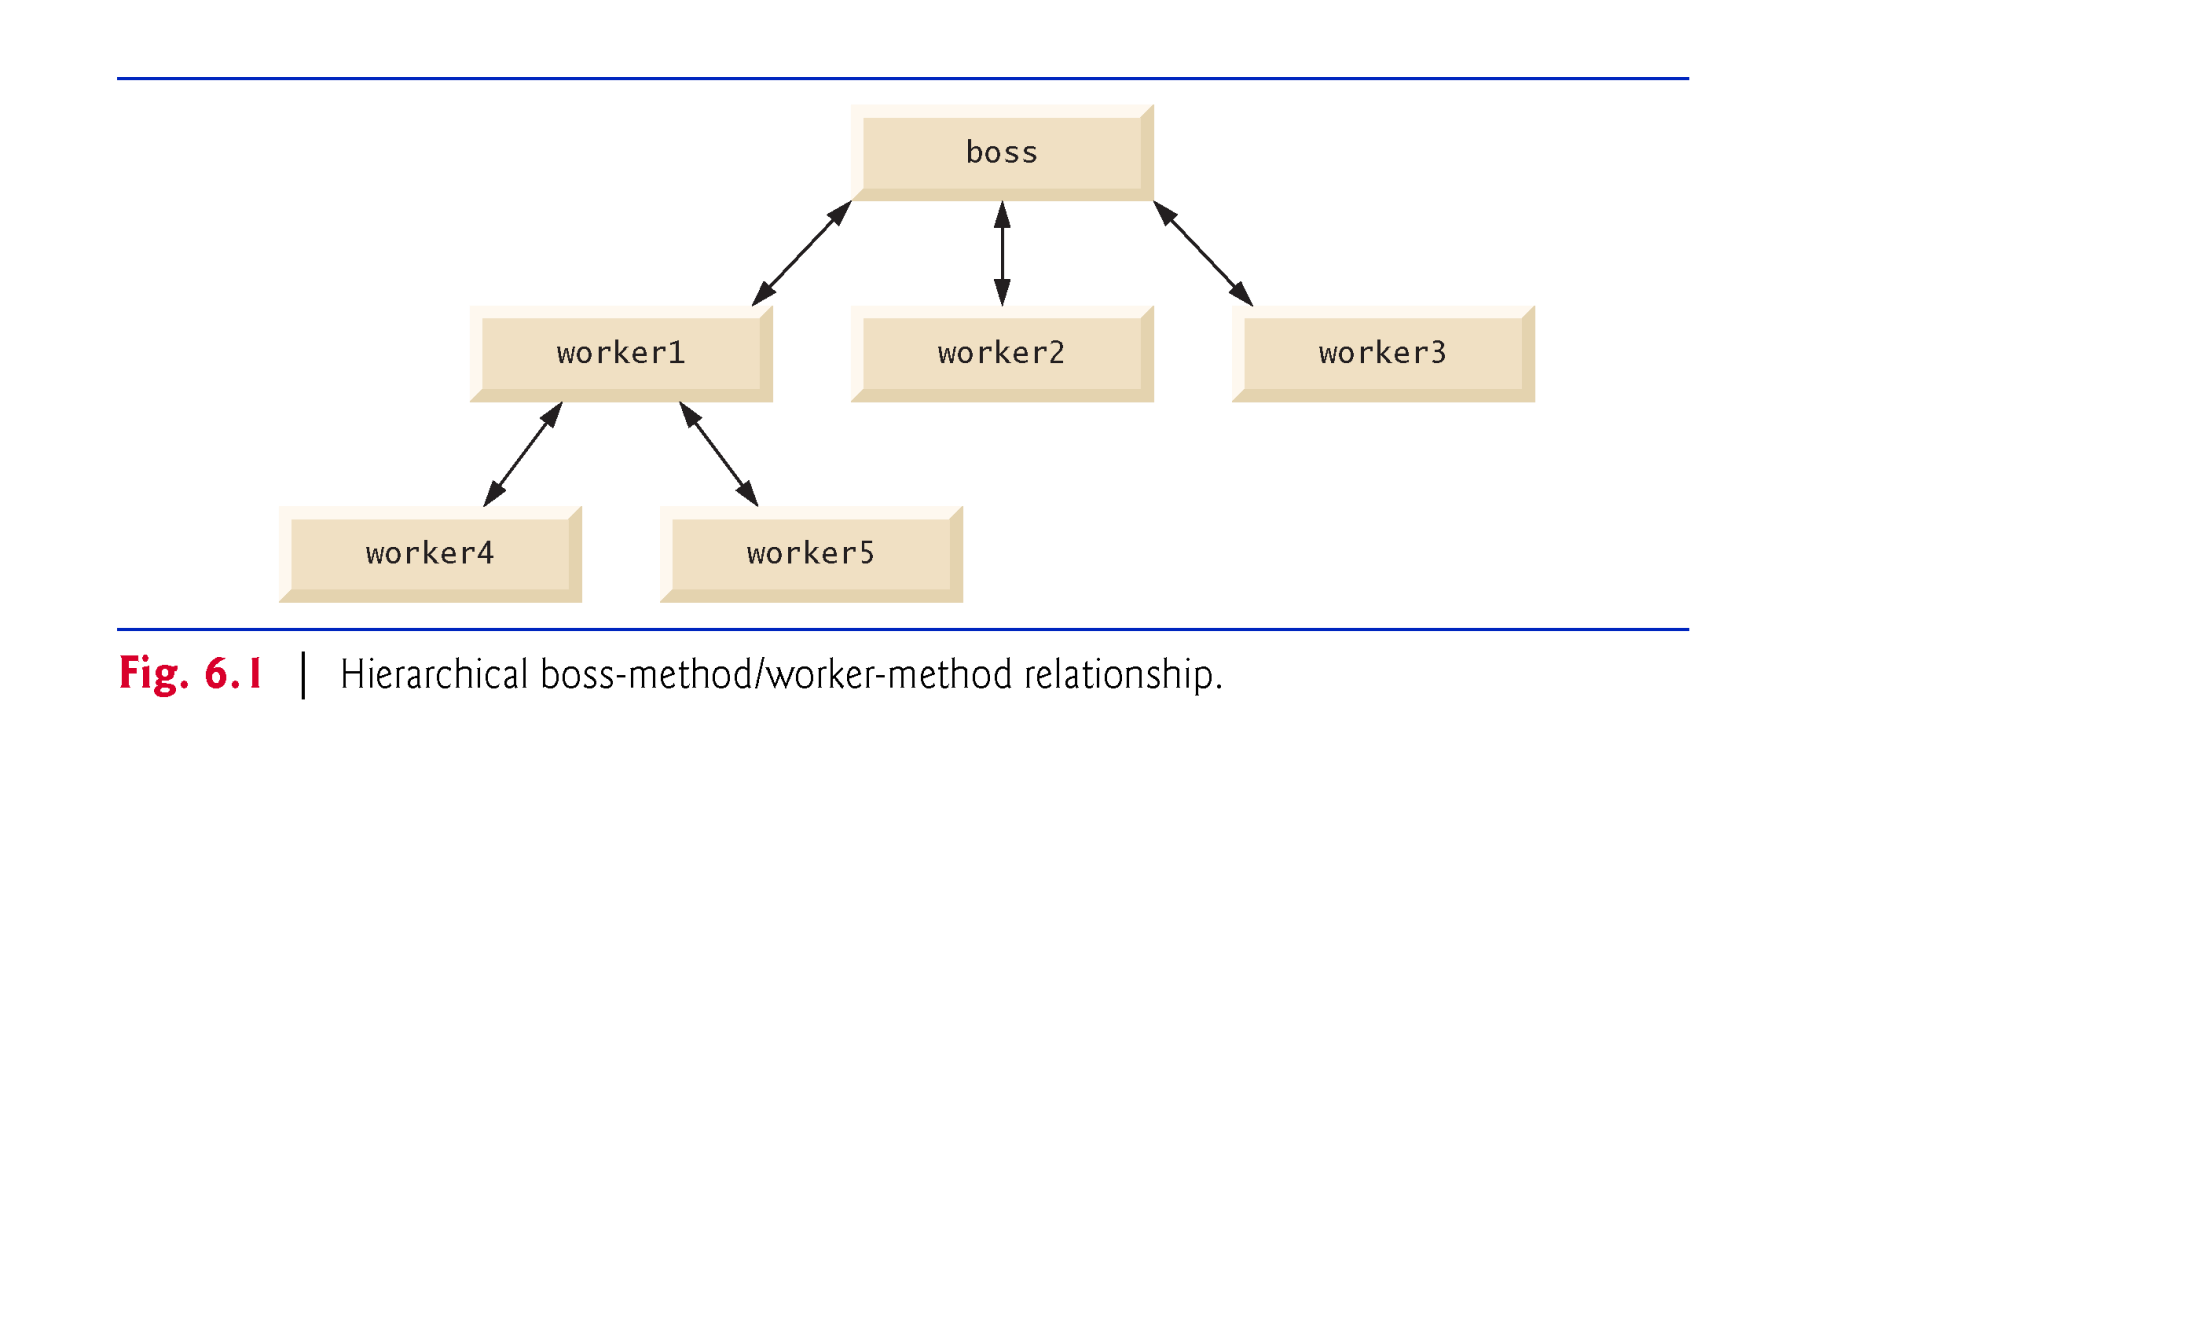 boss
worker1
worker2
worker3
worker4
worker5
Fig. 6.1 | Hierarchical boss-method/worker-method relationship.